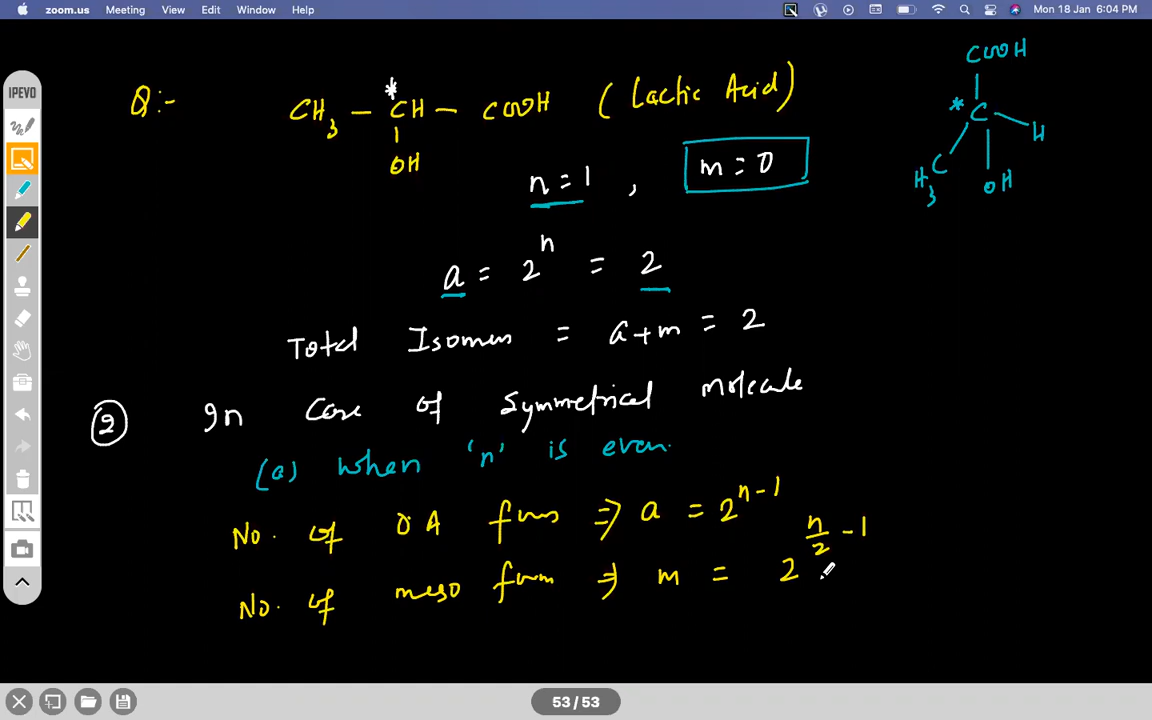 zoom.us Meeting View Edit Window Help Mon 18 Jan 6:04 PM
IPEVO
Q:- CH3 - *CH - COOH (Lactic Acid)
OH
COOH
* C H
H3C OH
n = 1 , m = 0
a = 2^n = 2
Total Isomers = a+m = 2
② In Case of Symmetrical molecule
(a) When 'n' is even.
No. of OA forms ⇒ a = 2^(n-1)
No. of meso form ⇒ m = 2^(n/2 - 1)
53 / 53